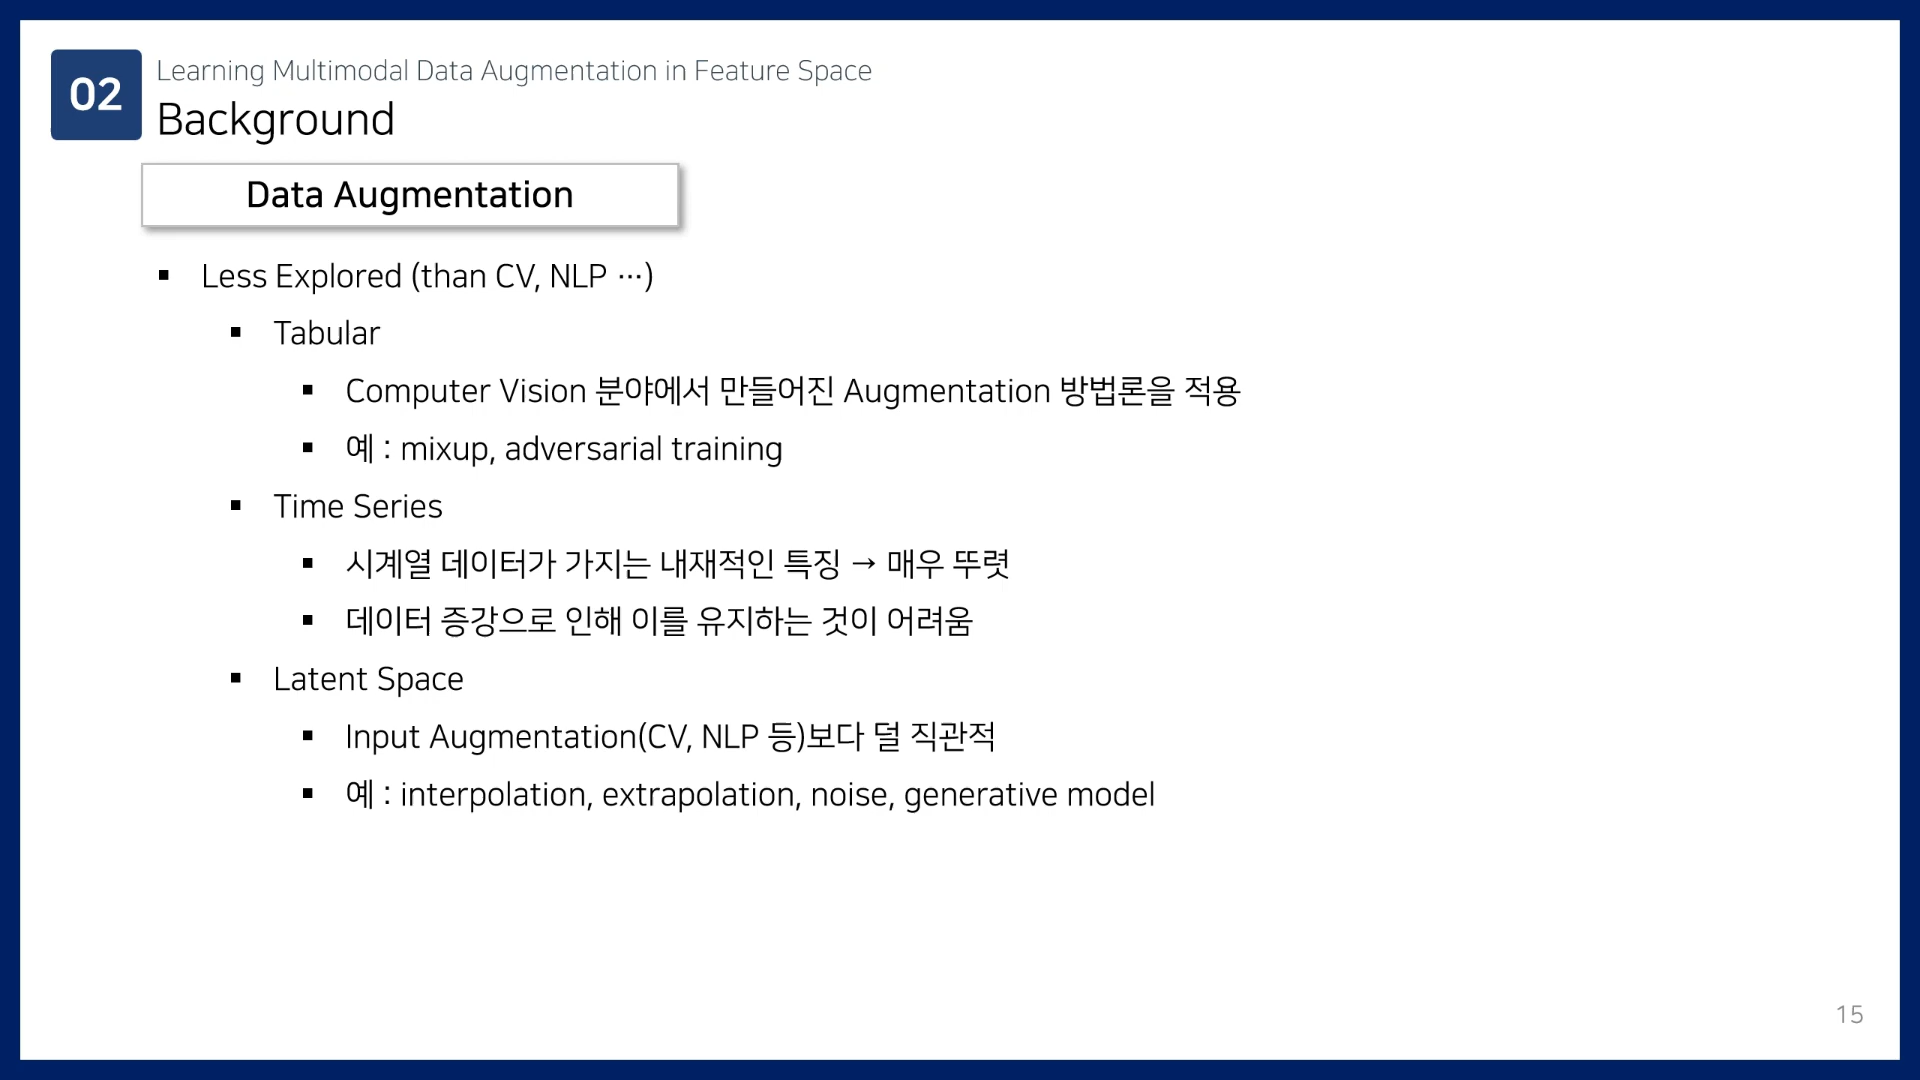 02
Learning Multimodal Data Augmentation in Feature Space
Background
Data Augmentation
▪ Less Explored (than CV, NLP …)
▪ Tabular
▪ Computer Vision 분야에서 만들어진 Augmentation 방법론을 적용
▪ 예 : mixup, adversarial training
▪ Time Series
▪ 시계열 데이터가 가지는 내재적인 특징 → 매우 뚜렷
▪ 데이터 증강으로 인해 이를 유지하는 것이 어려움
▪ Latent Space
▪ Input Augmentation(CV, NLP 등)보다 덜 직관적
▪ 예 : interpolation, extrapolation, noise, generative model
15